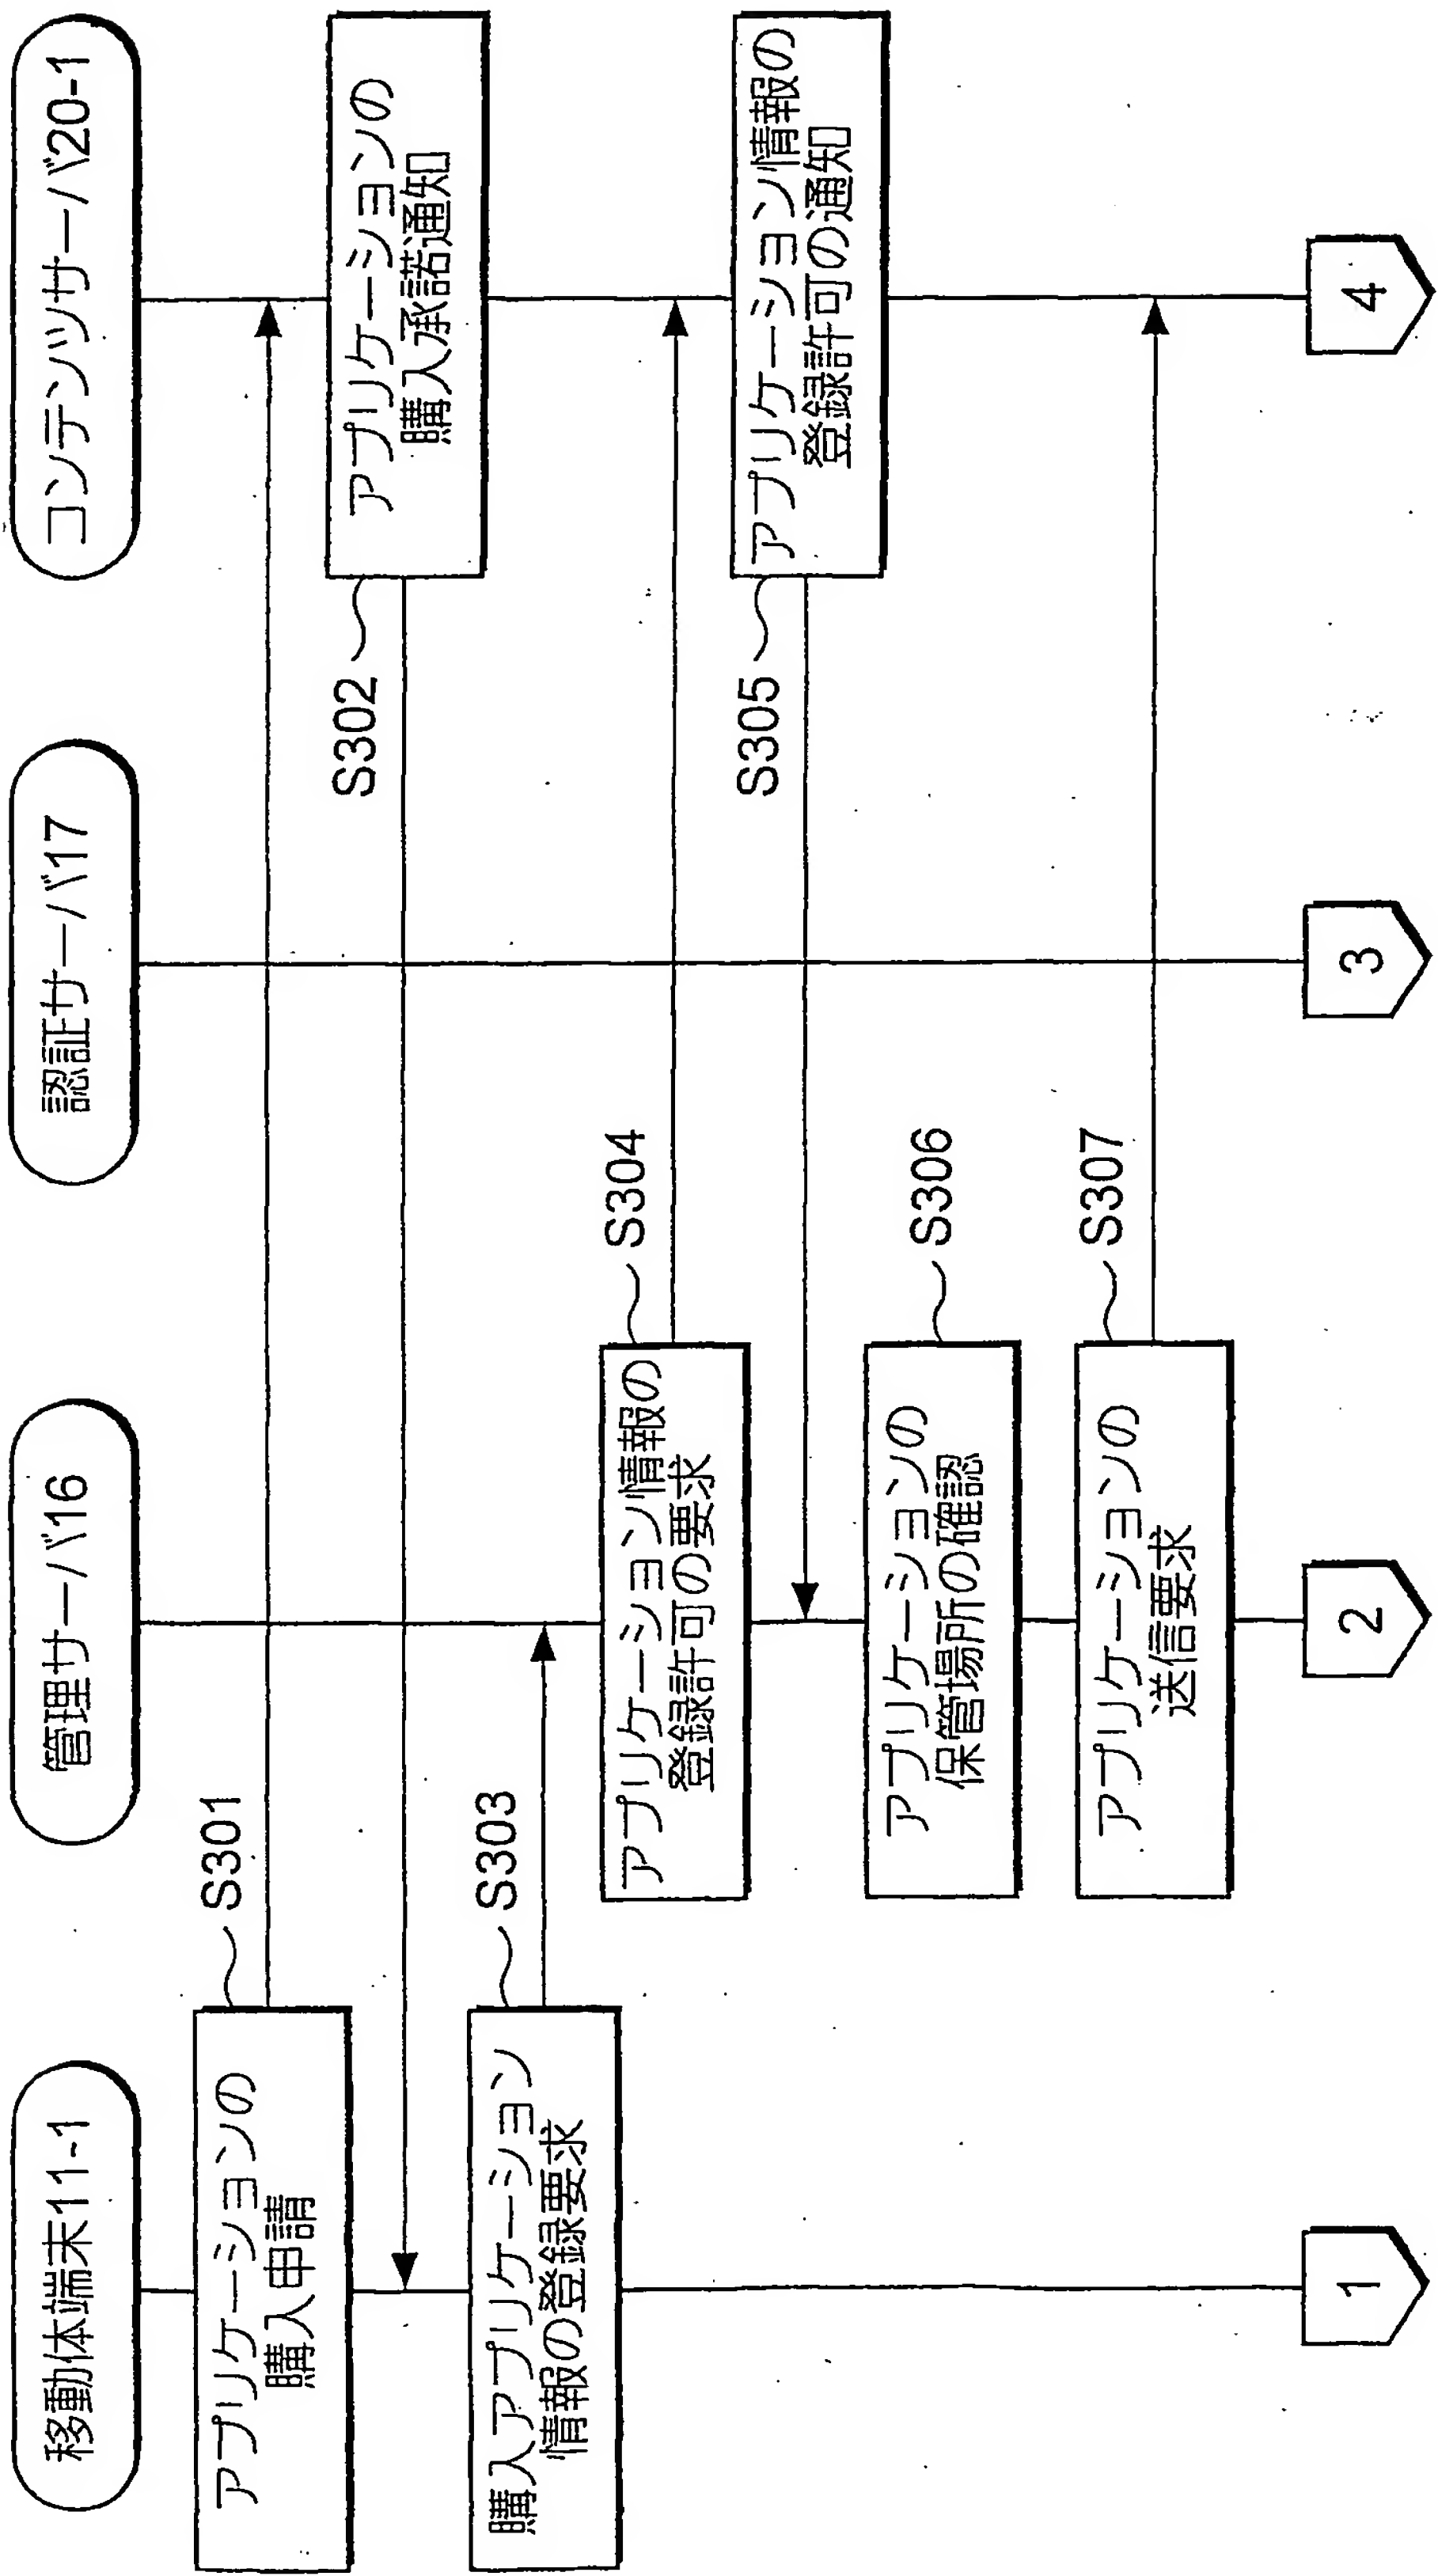 移動体端末11-1
管理サーバ16
認証サーバ17
コンテンツサーバ20-1
S301
アプリケーションの
購入申請
S302
アプリケーションの
購入承諾通知
S303
購入アプリケーション
情報の登録要求
S304
アプリケーション情報の
登録許可の要求
S305
アプリケーション情報の
登録許可の通知
S306
アプリケーションの
保管場所の確認
S307
アプリケーションの
送信要求
1
2
3
4